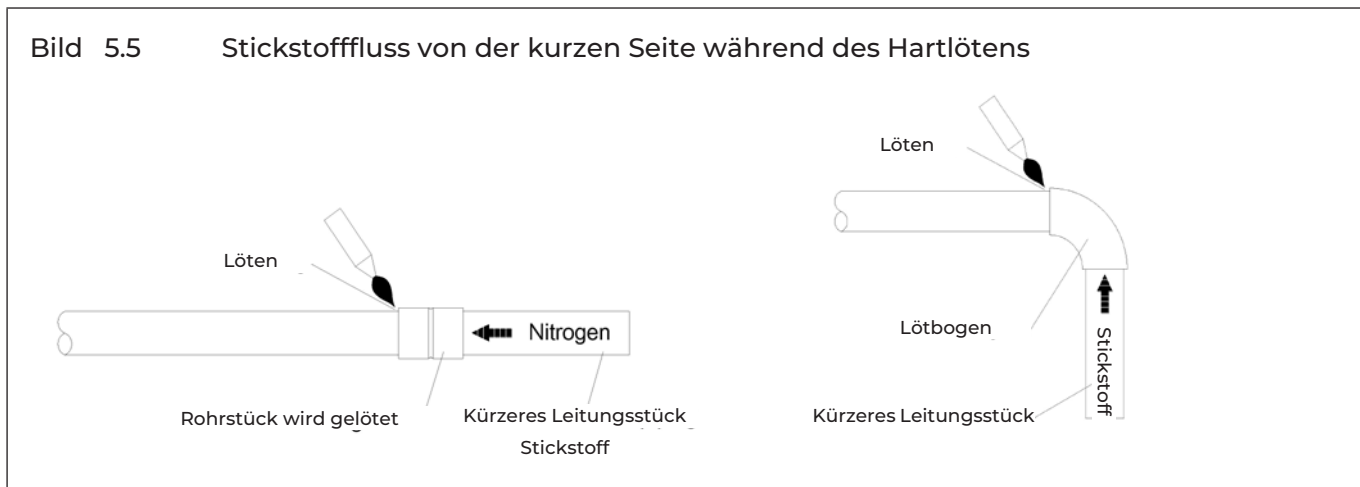 Bild 5.5 Stickstofffluss von der kurzen Seite während des Hartlötens
Löten
Nitrogen
Rohrstück wird gelötet
Kürzeres Leitungsstück
Stickstoff
Löten
Lötbogen
Stickstoff
Kürzeres Leitungsstück